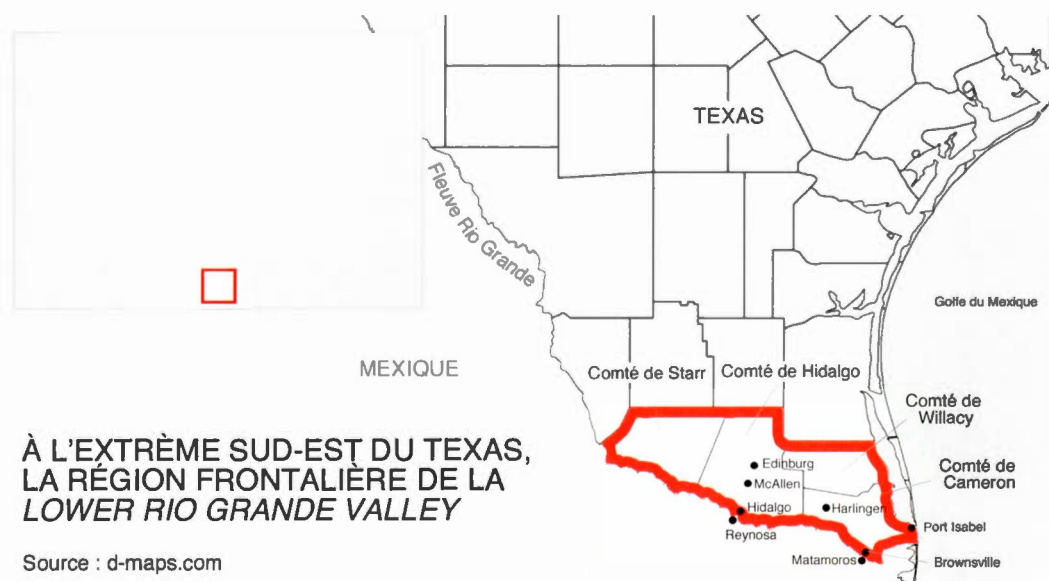 TEXAS
Fleuve Rio Grande
Golfe du Mexique
MEXIQUE
Comté de Starr
Comté de Hidalgo
Comté de
Willacy
Comté de
Cameron
Edinburg
McAllen
Hidalgo
Harlingen
Reynosa
Port Isabel
Matamoros
Brownsville
À L'EXTRÈME SUD-EST DU TEXAS,
LA RÉGION FRONTALIÈRE DE LA
LOWER RIO GRANDE VALLEY
Source : d-maps.com